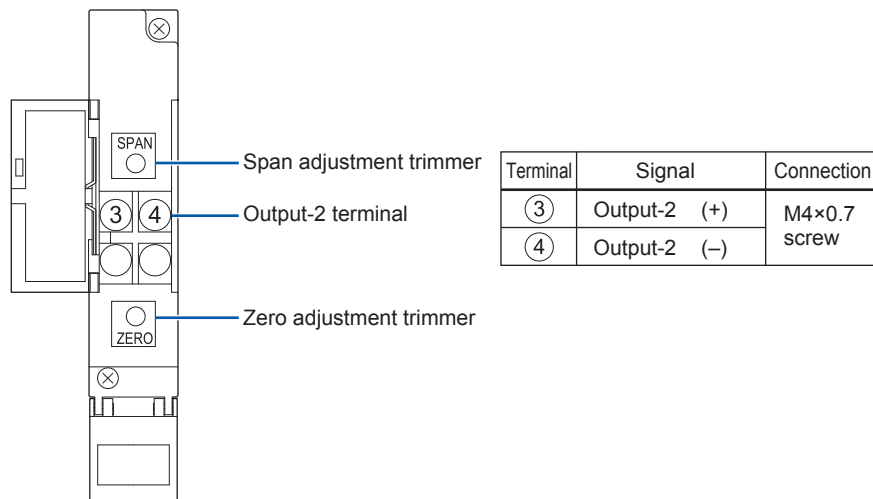 SPAN
Span adjustment trimmer
③ ④
Output-2 terminal
Zero adjustment trimmer
ZERO
Terminal Signal Connection
③ Output-2 (+) M4×0.7
screw
④ Output-2 (–)